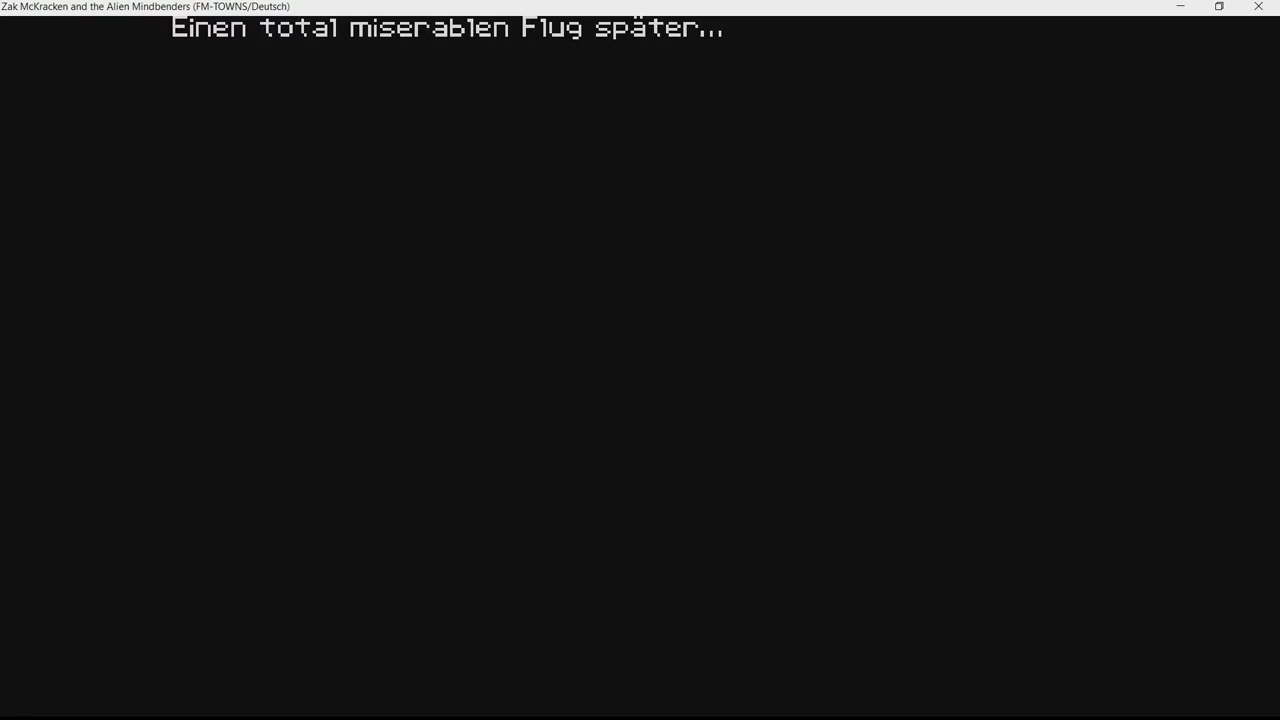 Zak McKracken and the Alien Mindbenders (FM-TOWNS/Deutsch)
Einen total miserablen Flug später...